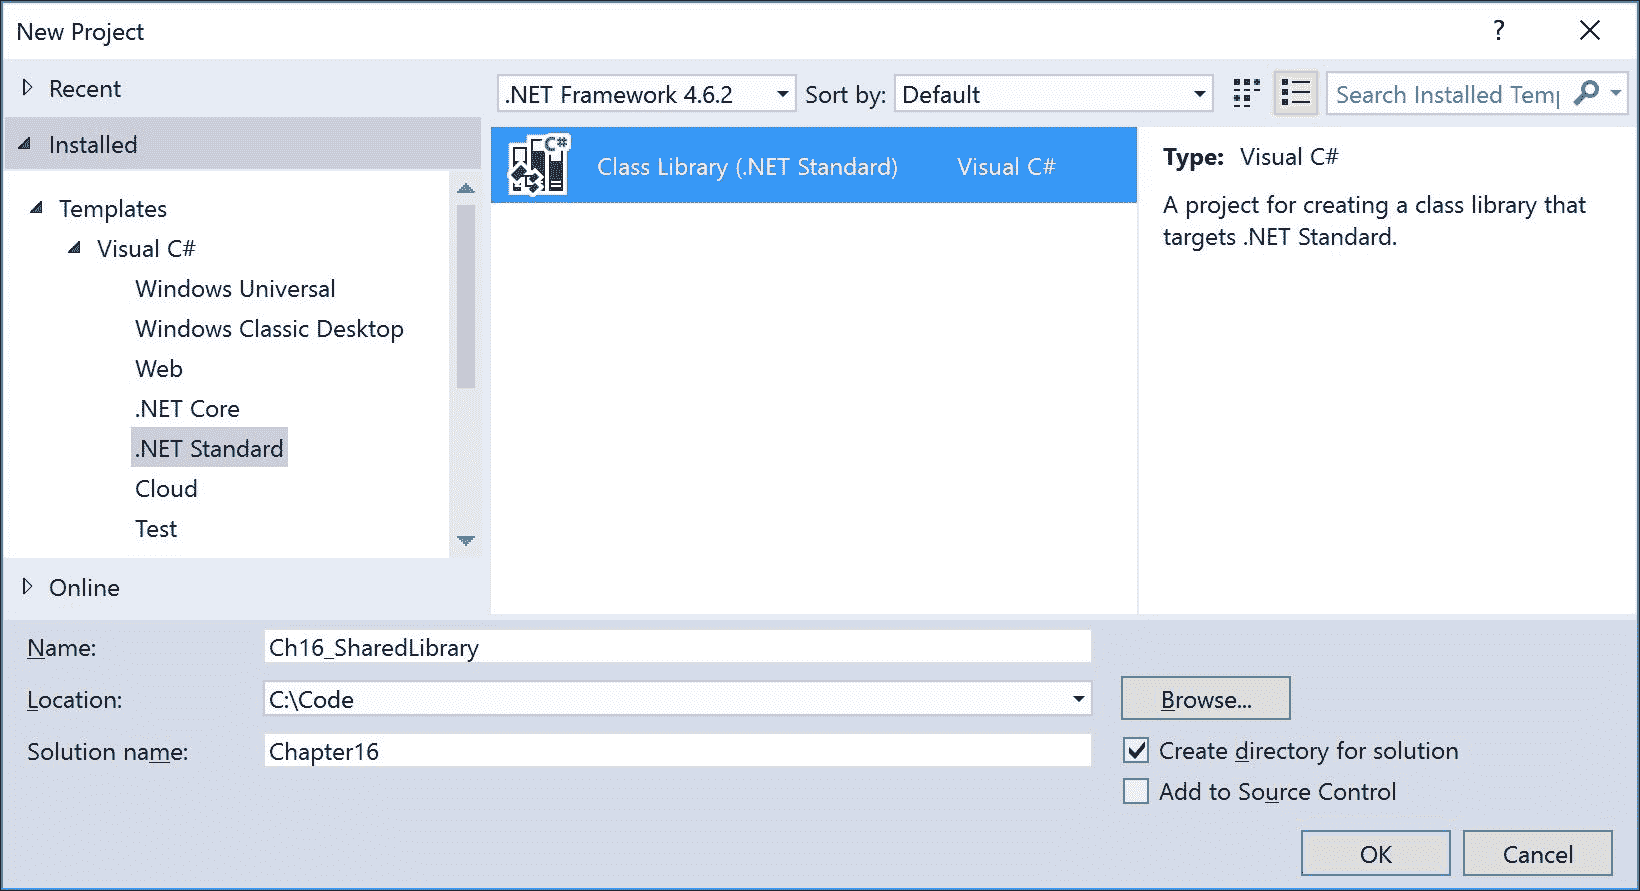 New Project
?
Recent
Installed
Templates
Visual C#
Windows Universal
Windows Classic Desktop
Web
.NET Core
.NET Standard
Cloud
Test
Online
.NET Framework 4.6.2
Sort by:
Default
Search Installed Temp
C#
Class Library (.NET Standard)
Visual C#
Type: Visual C#
A project for creating a class library that
targets .NET Standard.
Name:
Ch16_SharedLibrary
Location:
C:\Code
Browse...
Solution name:
Chapter16
Create directory for solution
Add to Source Control
OK
Cancel